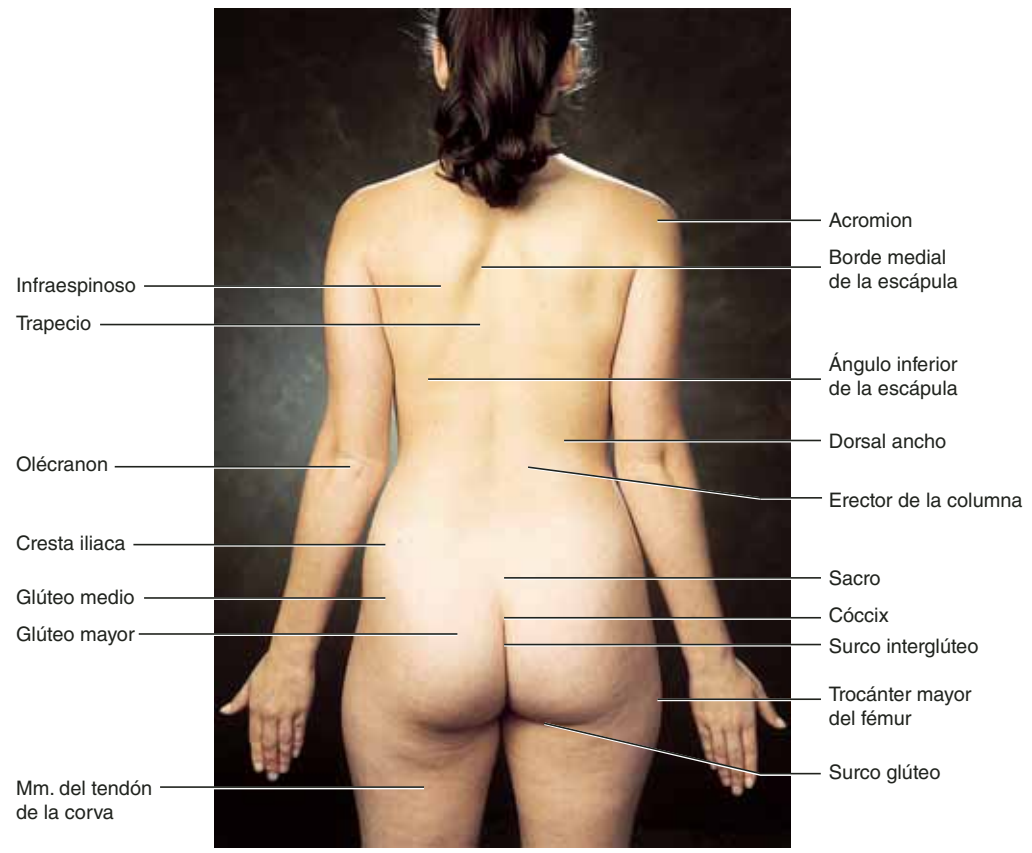 Infraespinoso
Trapecio
Olécranon
Cresta iliaca
Glúteo medio
Glúteo mayor
Mm. del tendón
de la corva
Acromion
Borde medial
de la escápula
Ángulo inferior
de la escápula
Dorsal ancho
Erector de la columna
Sacro
Cóccix
Surco interglúteo
Trocánter mayor
del fémur
Surco glúteo